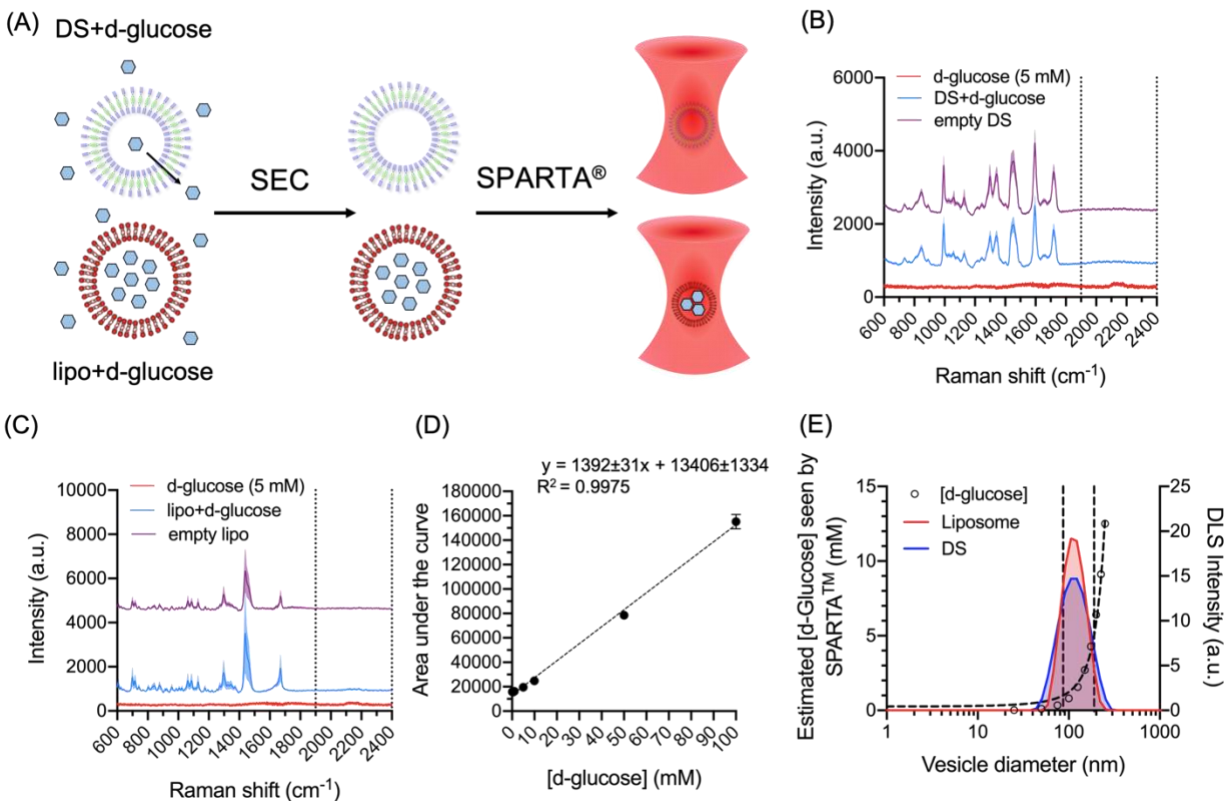 (A)
DS+d-glucose
SEC
SPARTA®
lipo+d-glucose
(B)
d-glucose (5 mM)
DS+d-glucose
empty DS
Intensity (a.u.)
6000
4000
2000
0
600
800
1000
1200
1400
1600
1800
2000
2200
2400
Raman shift (cm-1)
(C)
d-glucose (5 mM)
lipo+d-glucose
empty lipo
Intensity (a.u.)
10000
8000
6000
4000
2000
0
600
800
1000
1200
1400
1600
1800
2000
2200
2400
Raman shift (cm-1)
(D)
y = 1392±31x + 13406±1334
R2 = 0.9975
Area under the curve
180000
160000
140000
120000
100000
80000
60000
40000
20000
0
0
10
20
30
40
50
60
70
80
90
100
[d-glucose] (mM)
(E)
Estimated [d-Glucose] seen by
SPARTATM (mM)
15
10
5
0
[d-glucose]
Liposome
DS
25
20
15
10
5
0
DLS Intensity (a.u.)
1
10
100
1000
Vesicle diameter (nm)